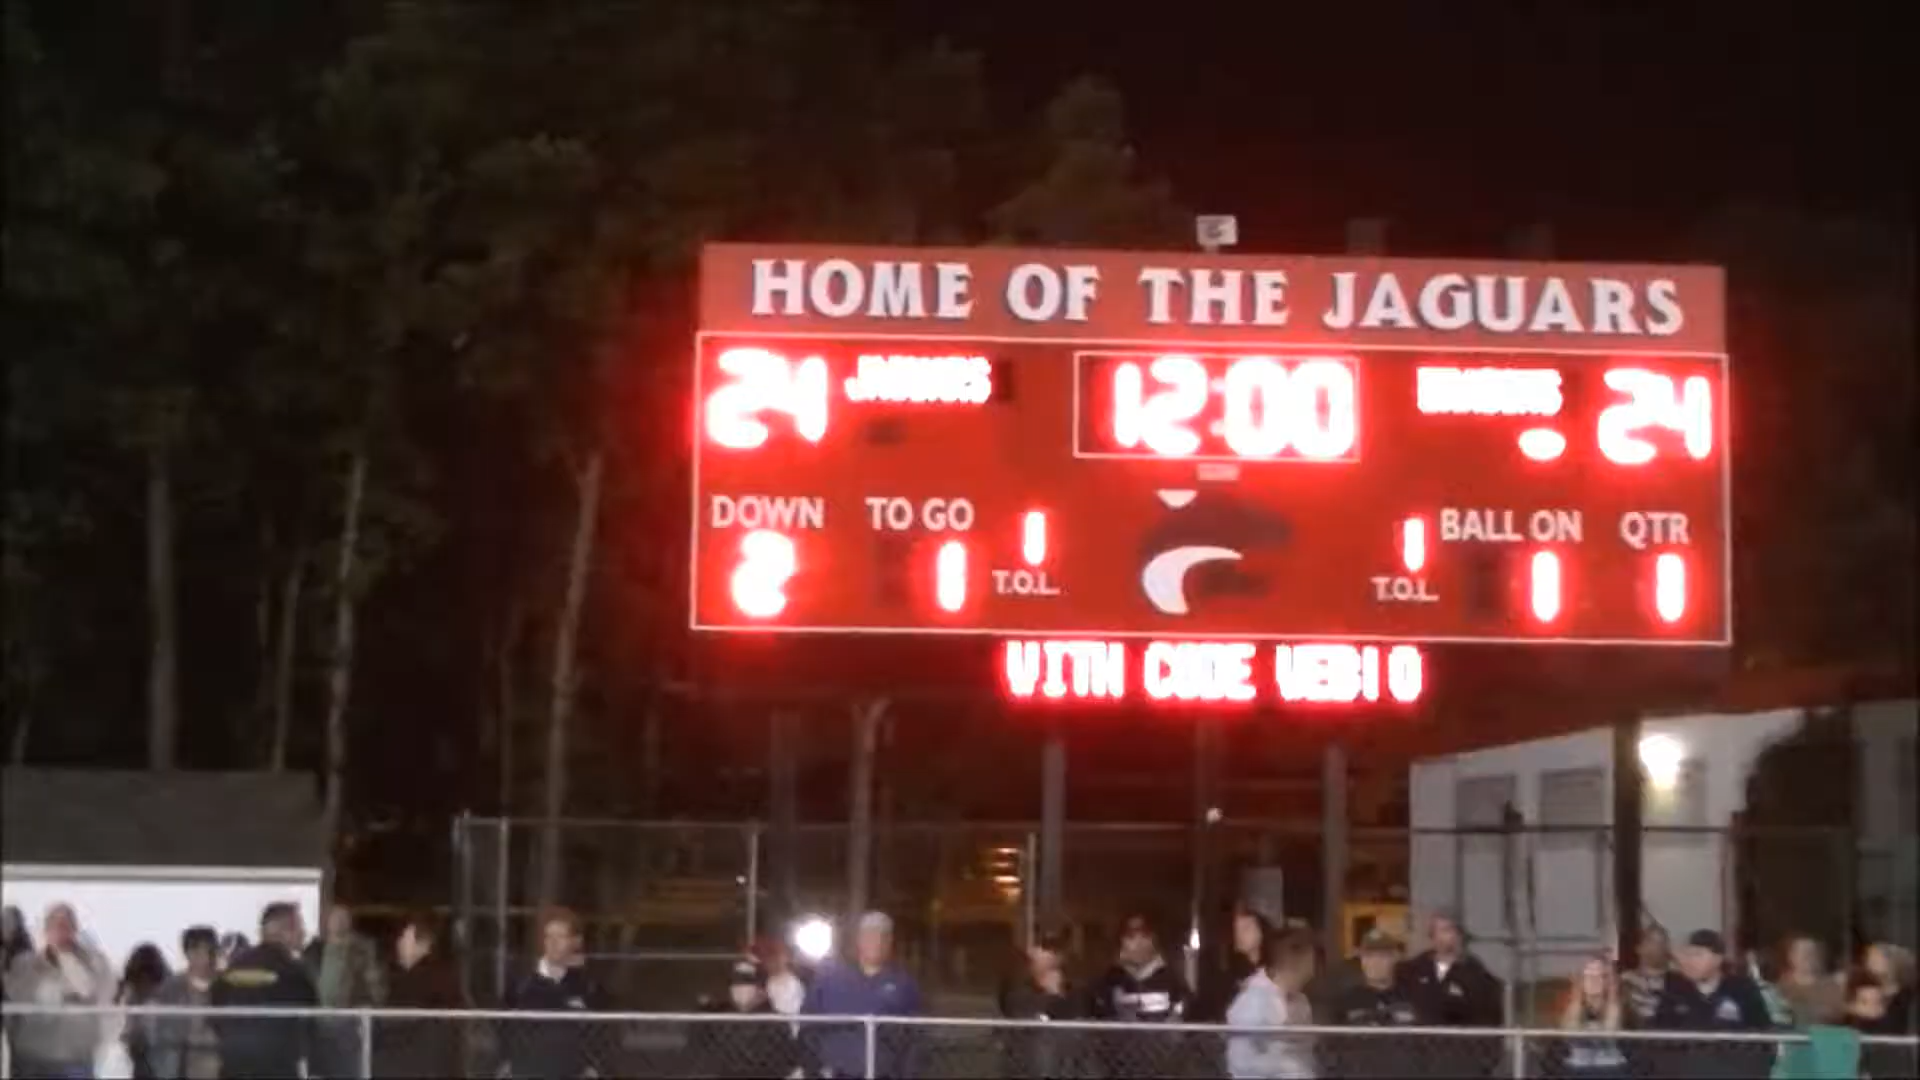 HOME OF THE JAGUARS
24 JAGUARS 12:00 24
DOWN TO GO BALL ON QTR
2 1 1 1 1 1
T.O.L. T.O.L.
WITH CODE WEB10